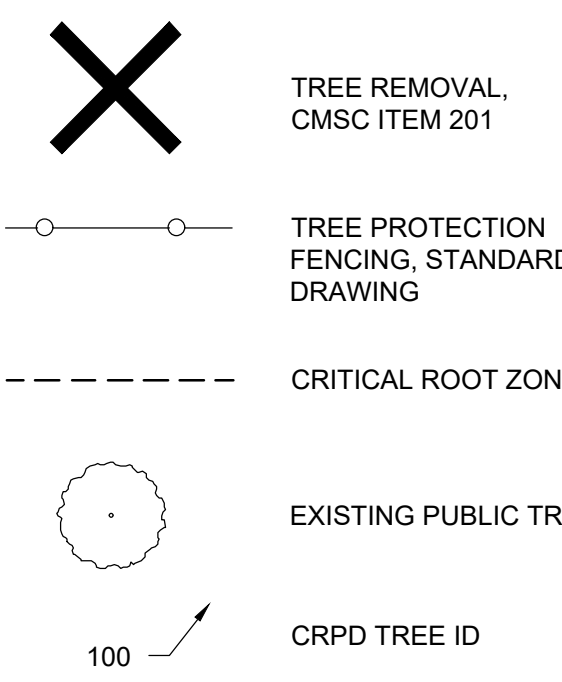 TREE REMOVAL,
CMSC ITEM 201
TREE PROTECTION
FENCING, STANDARD
DRAWING
CRITICAL ROOT ZON
EXISTING PUBLIC TR
100
CRPD TREE ID